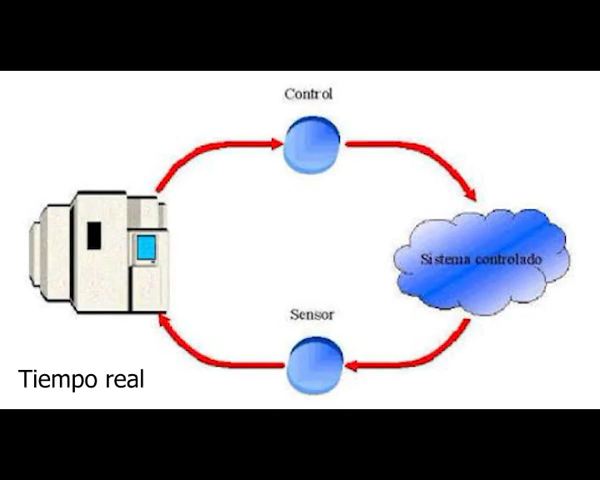 Control
Sistema controlado
Sensor
Tiempo real